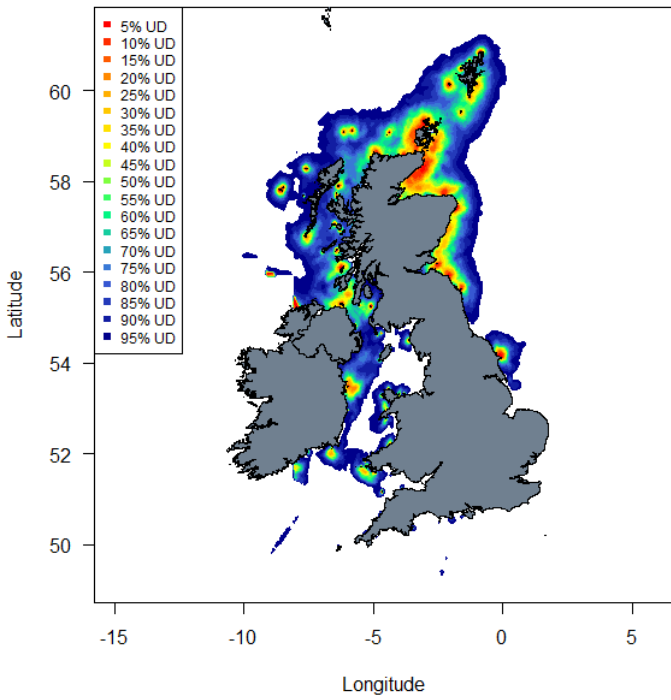 5% UD
10% UD
15% UD
20% UD
25% UD
30% UD
35% UD
40% UD
45% UD
50% UD
55% UD
60% UD
65% UD
70% UD
75% UD
80% UD
85% UD
90% UD
95% UD
60
58
56
54
52
50
Latitude
-15 -10 -5 0 5
Longitude